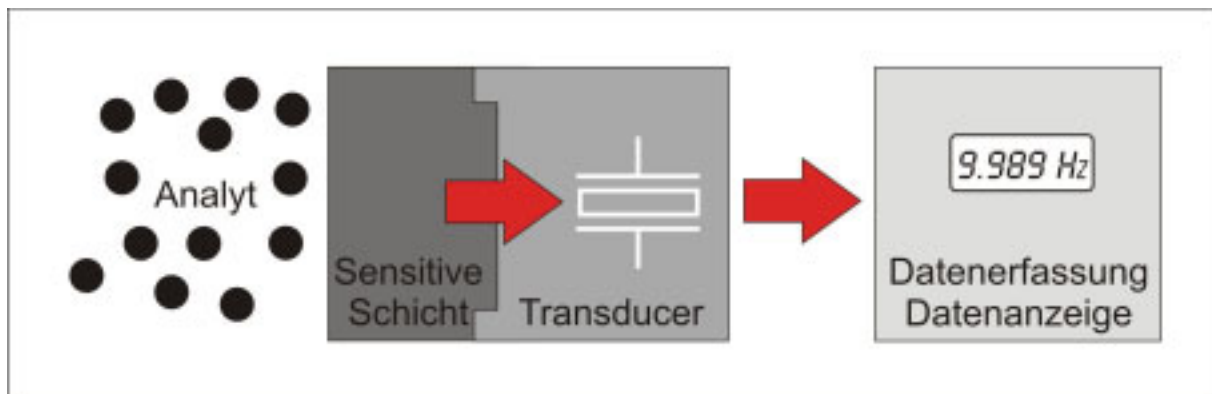 Analyt
Sensitive
Schicht
Transducer
9.989 Hz
Datenerfassung
Datenanzeige